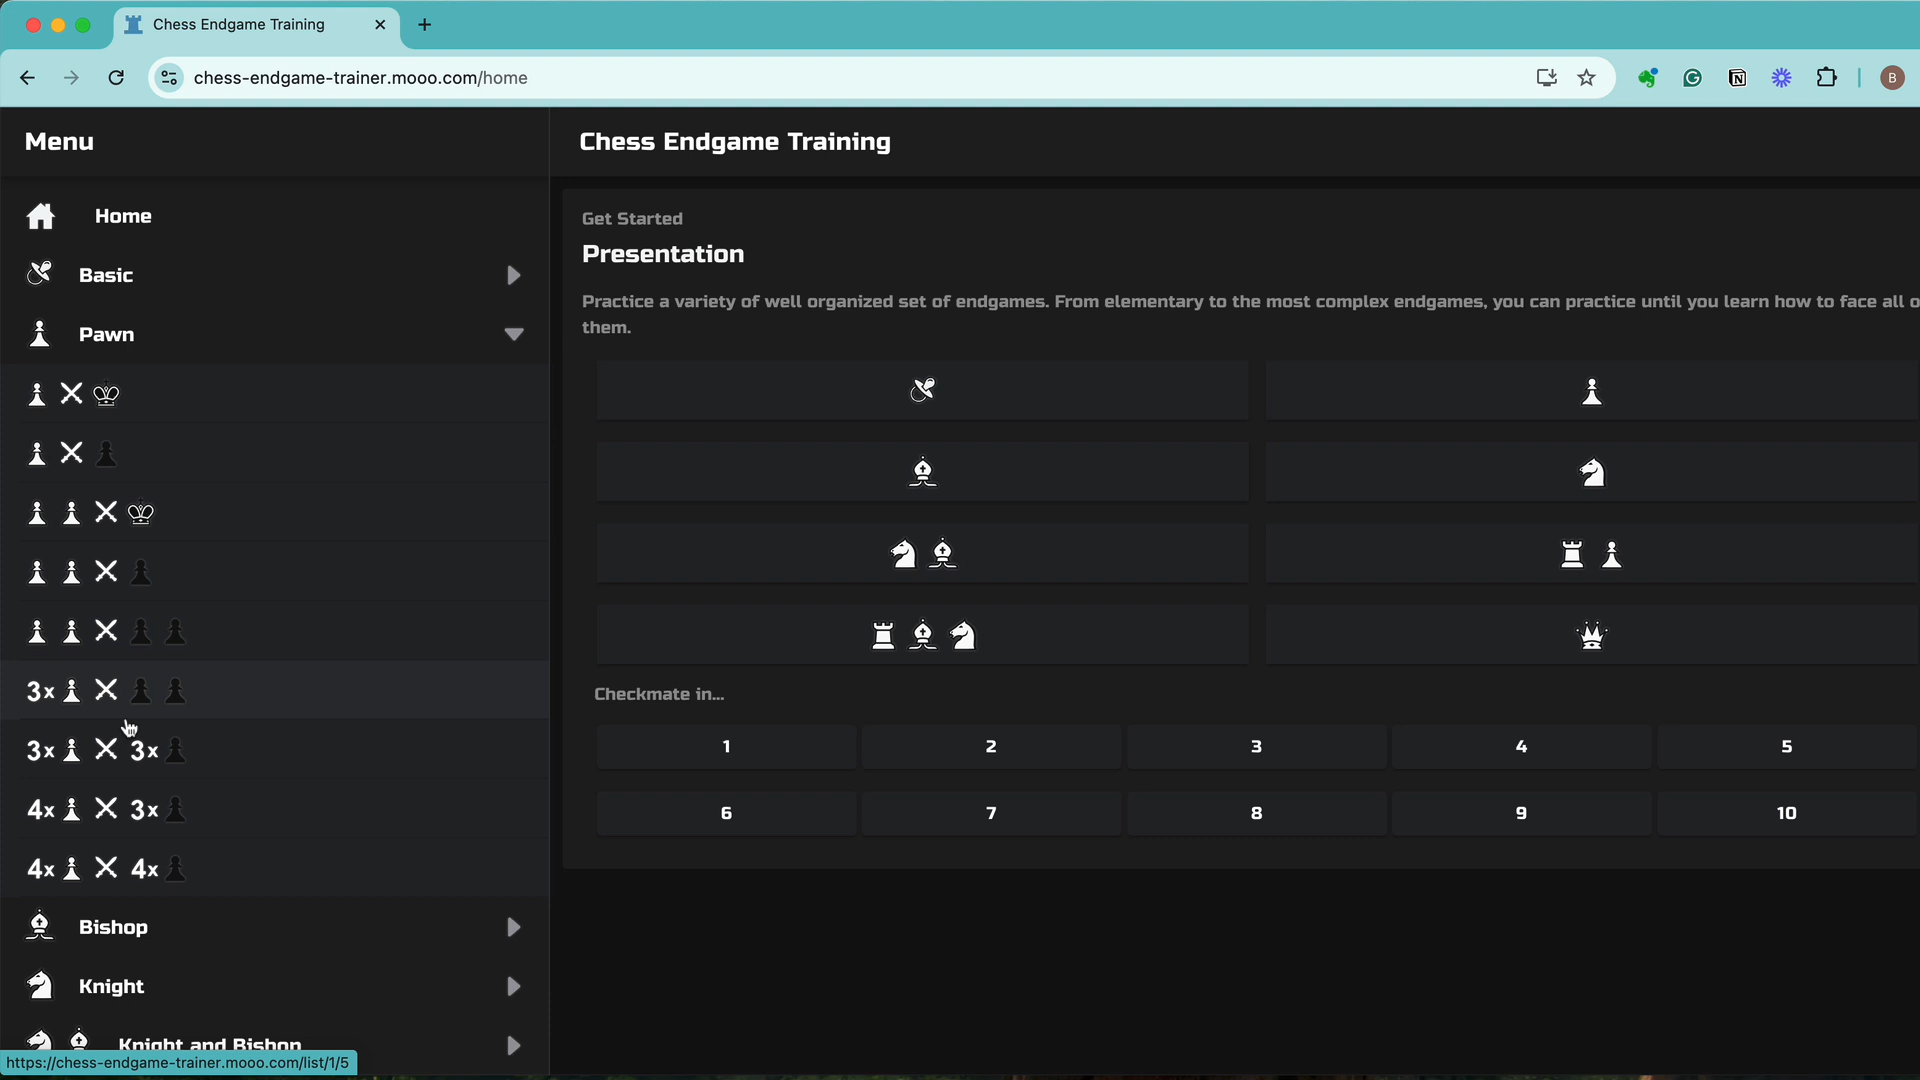 Chess Endgame Training
chess-endgame-trainer.mooo.com/home
B
Menu
Chess Endgame Training
Home
Basic
Pawn
3x
3x 3x
4x 3x
4x 4x
Bishop
Knight
Knight and Bishop
Get Started
Presentation
Practice a variety of well organized set of endgames. From elementary to the most complex endgames, you can practice until you learn how to face all o
them.
Checkmate in...
1 2 3 4 5
6 7 8 9 10
https://chess-endgame-trainer.mooo.com/list/1/5